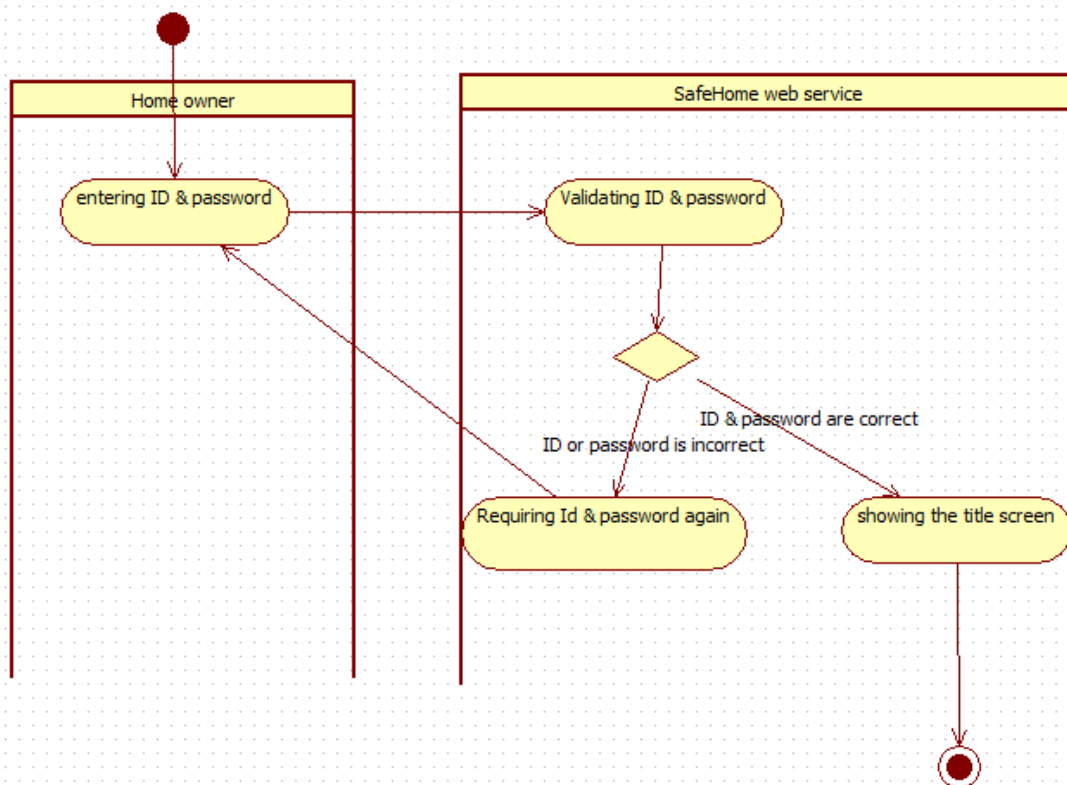 Home owner
SafeHome web service
entering ID & password
Validating ID & password
ID & password are correct
ID or password is incorrect
Requiring Id & password again
showing the title screen